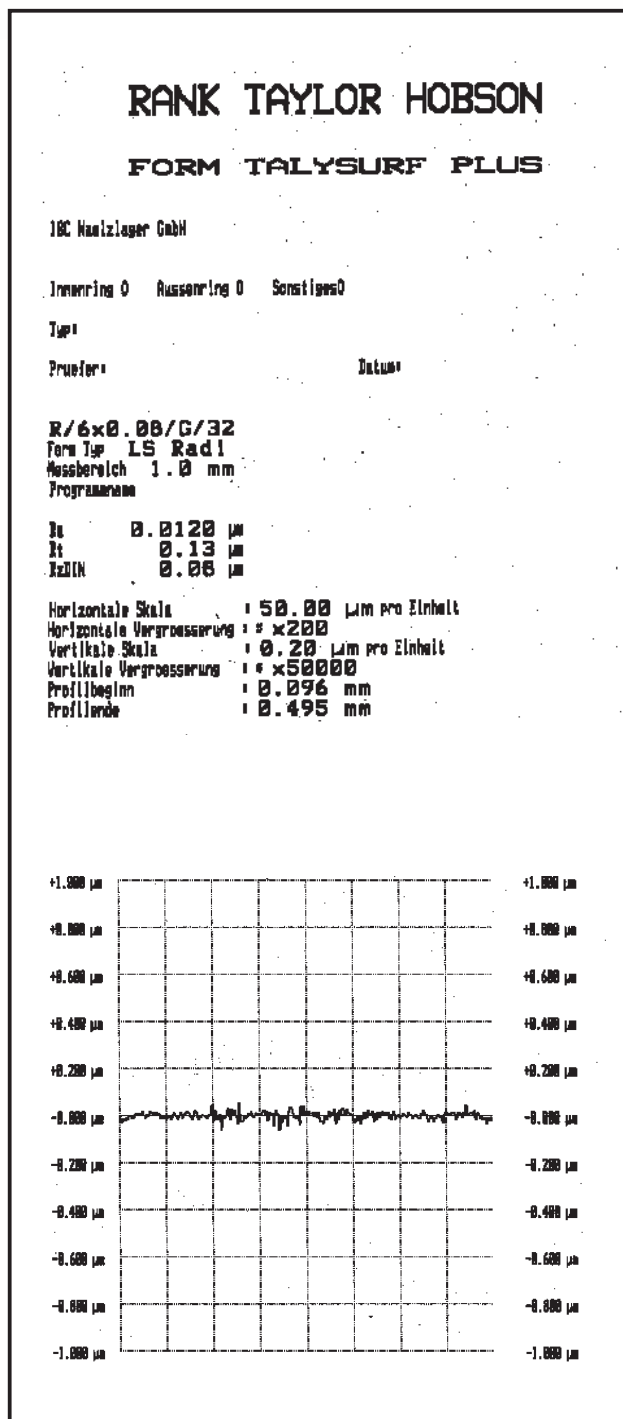 RANK TAYLOR HOBSON
FORM TALYSURF PLUS
IBC Waelzlager GmbH
Innenring O Aussenring O SonstigesO
Typ:
Pruefer: Datum:
R/6x0.08/G/32
Form Typ LS Radi
Messbereich 1.0 mm
Programmname
Ra 0.0120 µm
Rt 0.13 µm
RzDIN 0.08 µm
Horizontale Skala : 50.00 µm pro Einheit
Horizontale Vergroesserung : * x200
Vertikale Skala : 0.20 µm pro Einheit
Vertikale Vergroesserung : * x50000
Profilbeginn : 0.096 mm
Profilende : 0.495 mm
+1.000 µm +1.000 µm
+0.800 µm +0.800 µm
+0.600 µm +0.600 µm
+0.400 µm +0.400 µm
+0.200 µm +0.200 µm
-0.000 µm -0.000 µm
-0.200 µm -0.200 µm
-0.400 µm -0.400 µm
-0.600 µm -0.600 µm
-0.800 µm -0.800 µm
-1.000 µm -1.000 µm